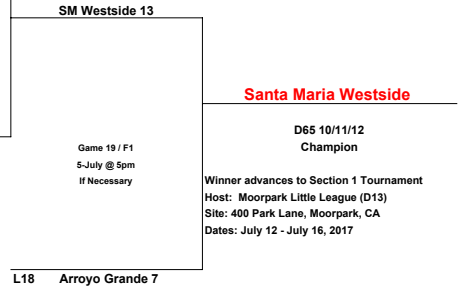 SM Westside 13
Santa Maria Westside
D65 10/11/12
Champion
Game 19 / F1
5-July @ 5pm
If Necessary
Winner advances to Section 1 Tournament
Host: Moorpark Little League (D13)
Site: 400 Park Lane, Moorpark, CA
Dates: July 12 - July 16, 2017
L18 Arroyo Grande 7